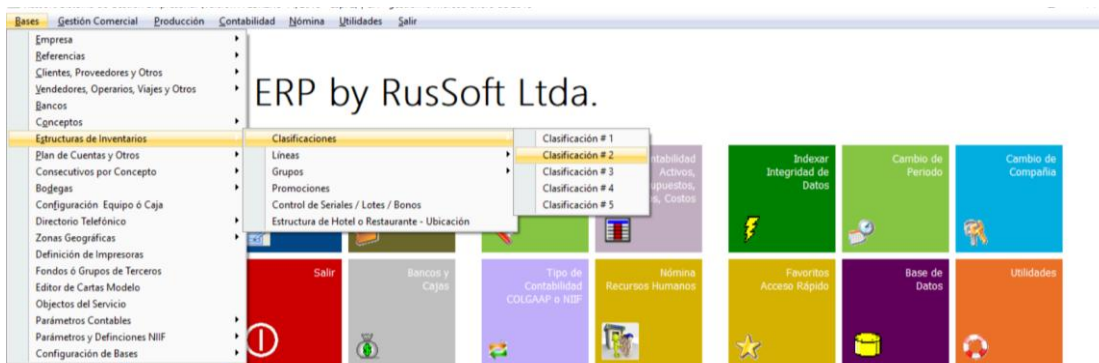 Bases Gestión Comercial Producción Contabilidad Nómina Utilidades Salir
Empresa
Referencias
Clientes, Proveedores y Otros
Vendedores, Operarios, Viajes y Otros
Bancos
Conceptos
Estructuras de Inventarios
Plan de Cuentas y Otros
Consecutivos por Concepto
Bodegas
Configuración Equipo ó Caja
Directorio Telefónico
Zonas Geográficas
Definición de Impresoras
Fondos ó Grupos de Terceros
Editor de Cartas Modelo
Objectos del Servicio
Parámetros Contables
Parámetros y Definciones NIIF
Configuración de Bases
ERP by RusSoft Ltda.
Clasificaciones
Líneas
Grupos
Promociones
Control de Seriales / Lotes / Bonos
Estructura de Hotel o Restaurante - Ubicación
Clasificación # 1
Clasificación # 2
Clasificación # 3
Clasificación # 4
Clasificación # 5
Activos,
Costos
Indexar
Integridad de
Datos
Cambio de
Periodo
Cambio de
Compañia
Salir
Bancos y
Cajas
Tipo de
Contabilidad
COLGAAP o NIIF
Nómina
Recursos Humanos
Favoritos
Acceso Rápido
Base de
Datos
Utilidades